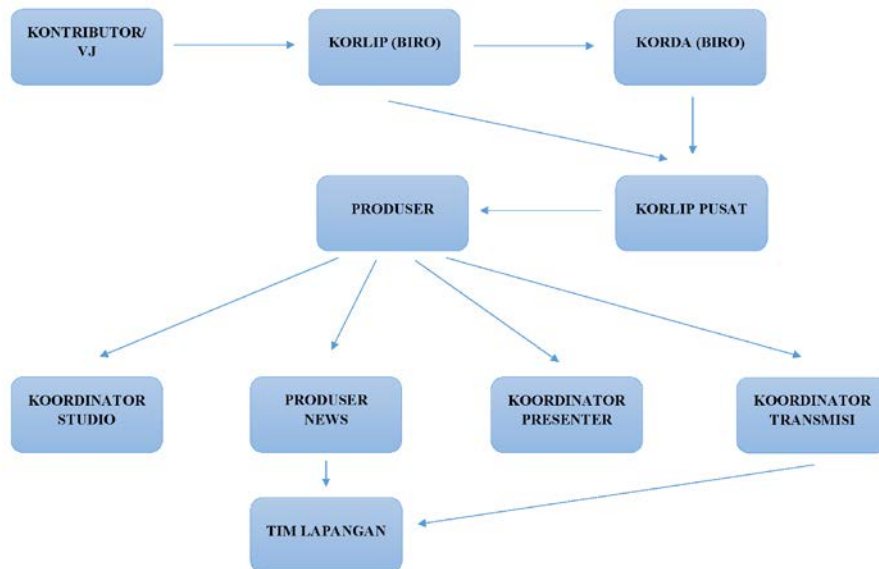 KONTRIBUTOR/
VJ
KORLIP (BIRO)
KORDA (BIRO)
PRODUSER
KORLIP PUSAT
KOORDINATOR
STUDIO
PRODUSER
NEWS
KOORDINATOR
PRESENTER
KOORDINATOR
TRANSMISI
TIM LAPANGAN